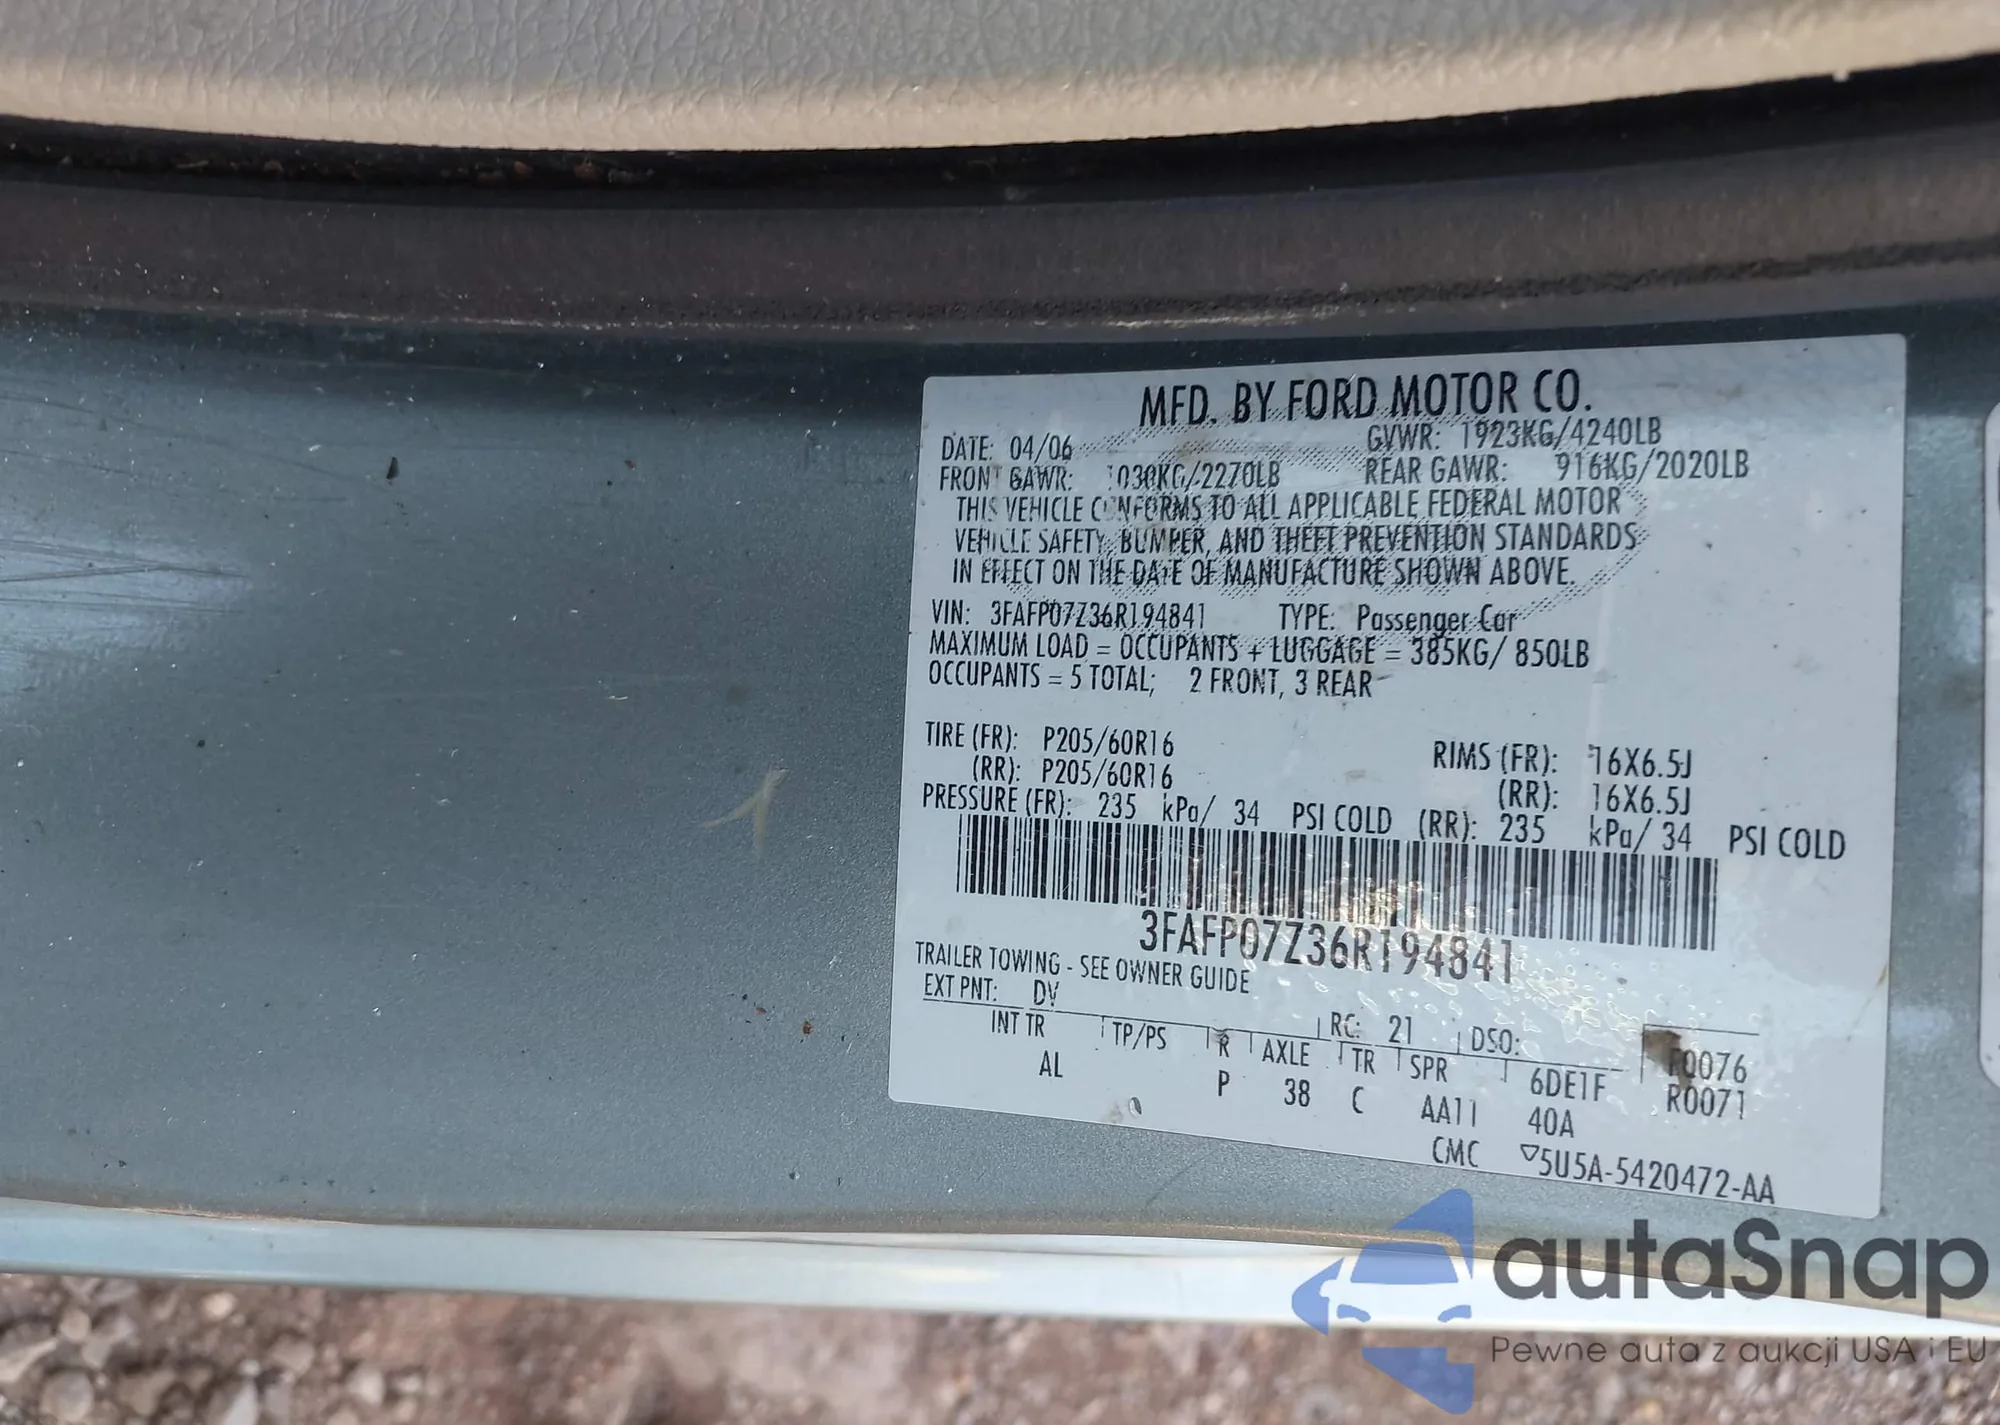 MFD. BY FORD MOTOR CO.
DATE: 04/06 GVWR: 1923KG/4240LB
FRONT GAWR: 1030KG/2270LB REAR GAWR: 916KG/2020LB
THIS VEHICLE CONFORMS TO ALL APPLICABLE FEDERAL MOTOR
VEHICLE SAFETY, BUMPER, AND THEFT PREVENTION STANDARDS
IN EFFECT ON THE DATE OF MANUFACTURE SHOWN ABOVE.
VIN: 3FAFP07Z36R194841 TYPE: Passenger Car
MAXIMUM LOAD = OCCUPANTS + LUGGAGE = 385KG/ 850LB
OCCUPANTS = 5 TOTAL; 2 FRONT, 3 REAR
TIRE (FR): P205/60R16 RIMS (FR): 16X6.5J
(RR): P205/60R16 (RR): 16X6.5J
PRESSURE (FR): 235 kPa/ 34 PSI COLD (RR): 235 kPa/ 34 PSI COLD
3FAFP07Z36R194841
TRAILER TOWING - SEE OWNER GUIDE
EXT PNT: DV RC: 21 DSO: F0076
INT TR TP/PS R AXLE TR SPR 6DE1F R0071
AL P 38 C AA11 40A
CMC ▽5U5A-5420472-AA
autaSnap
Pewne auta z aukcji USA i EU